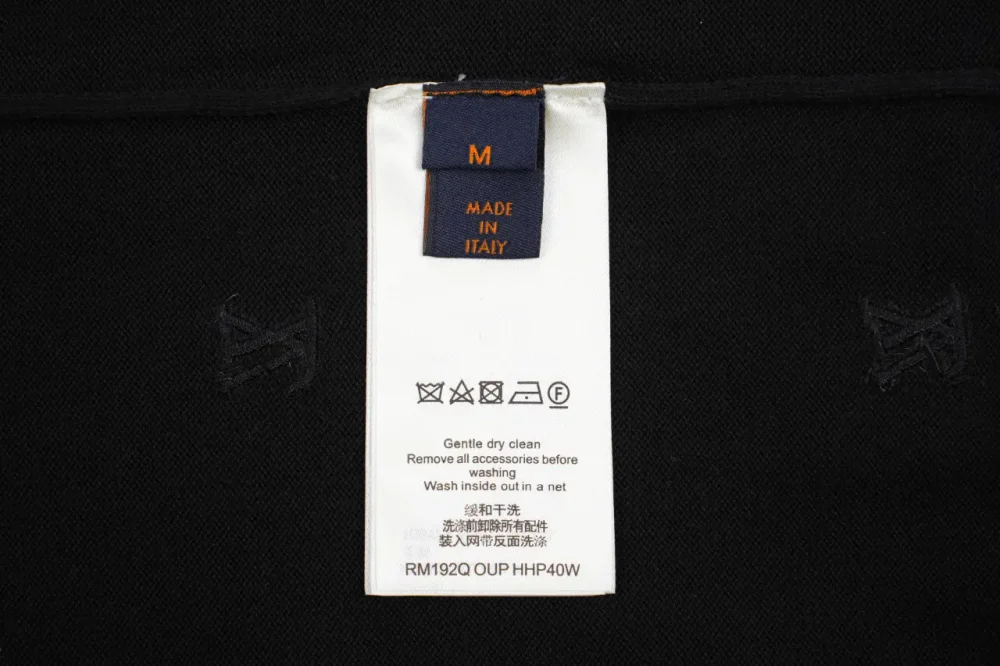 M
MADE
IN
ITALY
Gentle dry clean
Remove all accessories before
washing
Wash inside out in a net
缓和干洗
洗涤前卸除所有配件
装入网带反面洗涤
RM192Q OUP HHP40W